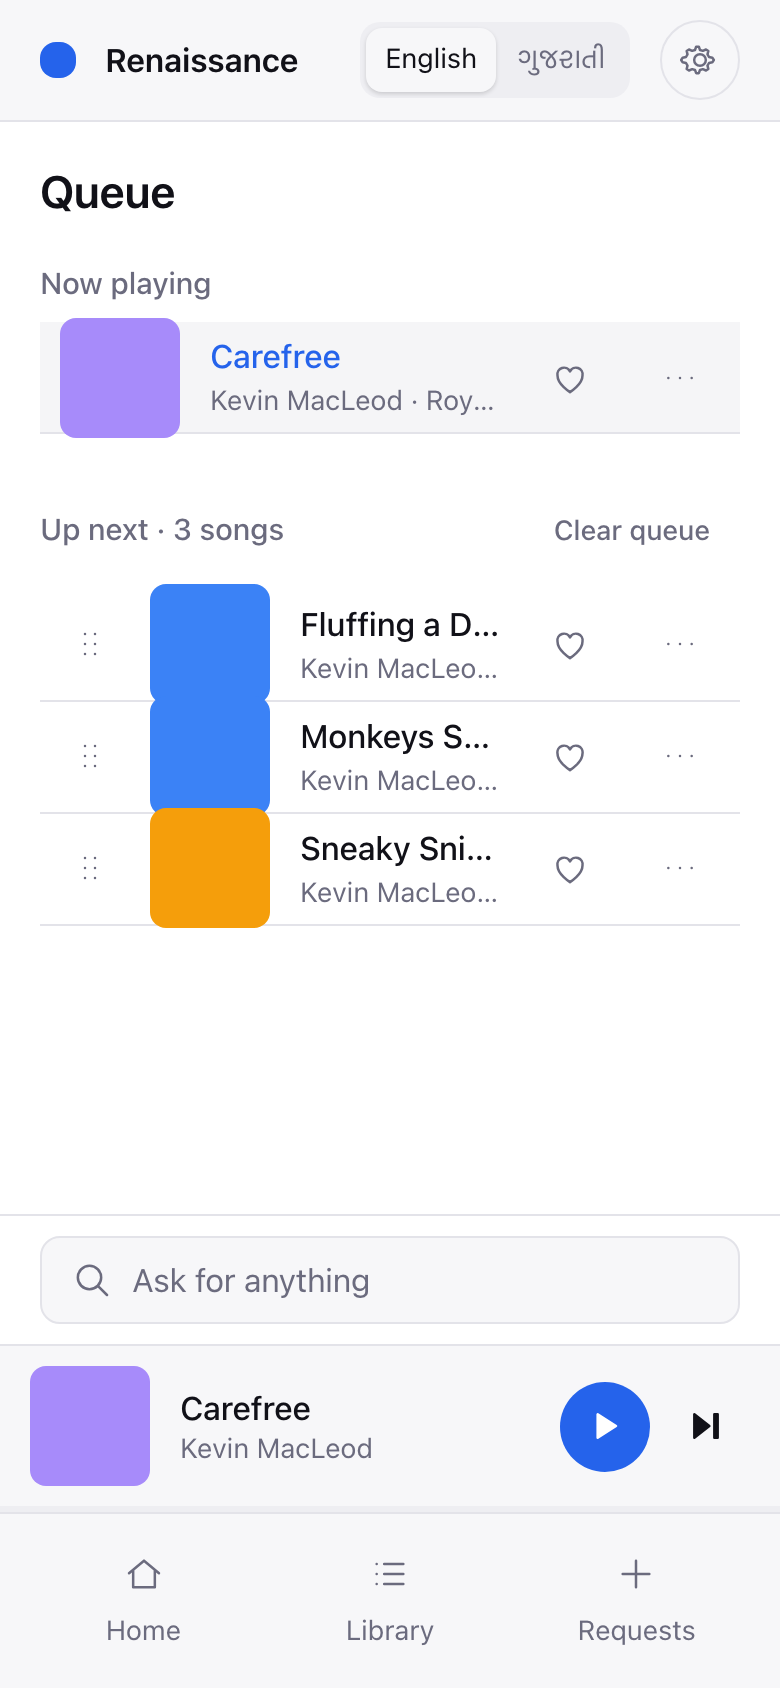 Renaissance
English
ગુજરાતી
Queue
Now playing
Carefree
Kevin MacLeod · Roy...
Up next · 3 songs
Clear queue
Fluffing a D...
Kevin MacLeo...
Monkeys S...
Kevin MacLeo...
Sneaky Sni...
Kevin MacLeo...
Ask for anything
Carefree
Kevin MacLeod
Home
Library
Requests